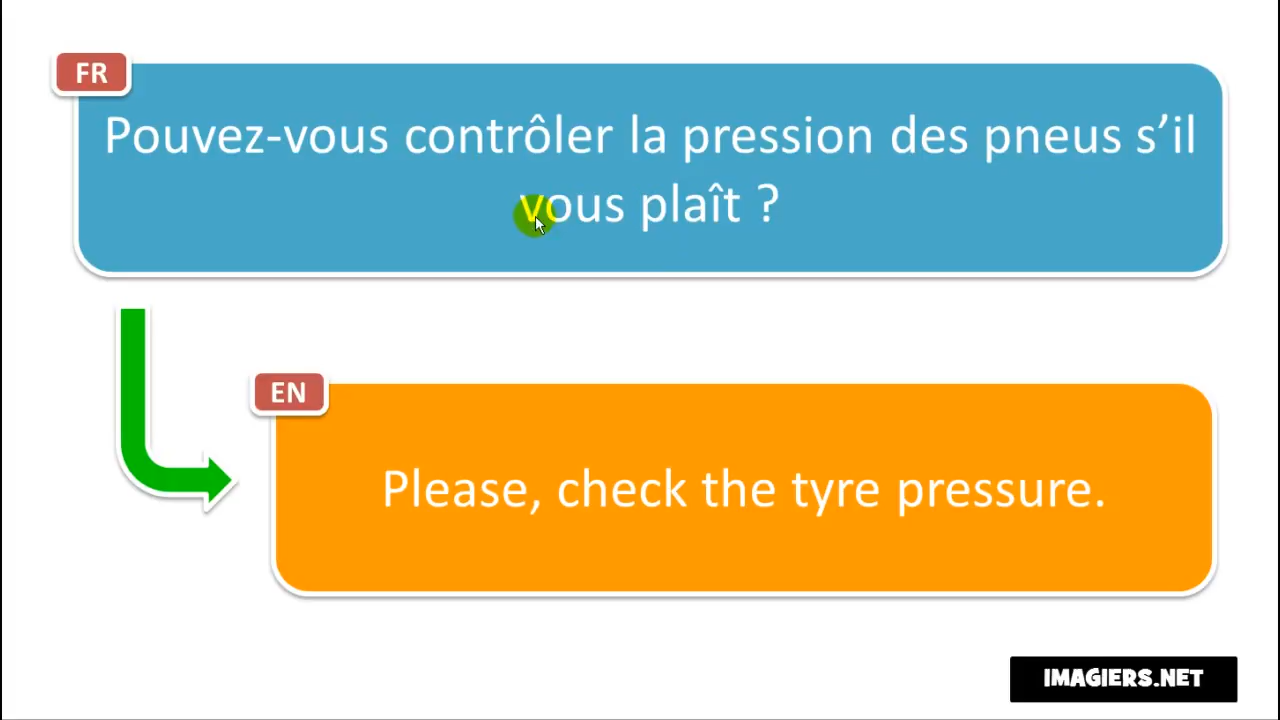 FR
Pouvez-vous contrôler la pression des pneus s’il
vous plaît ?
EN
Please, check the tyre pressure.
IMAGIERS.NET